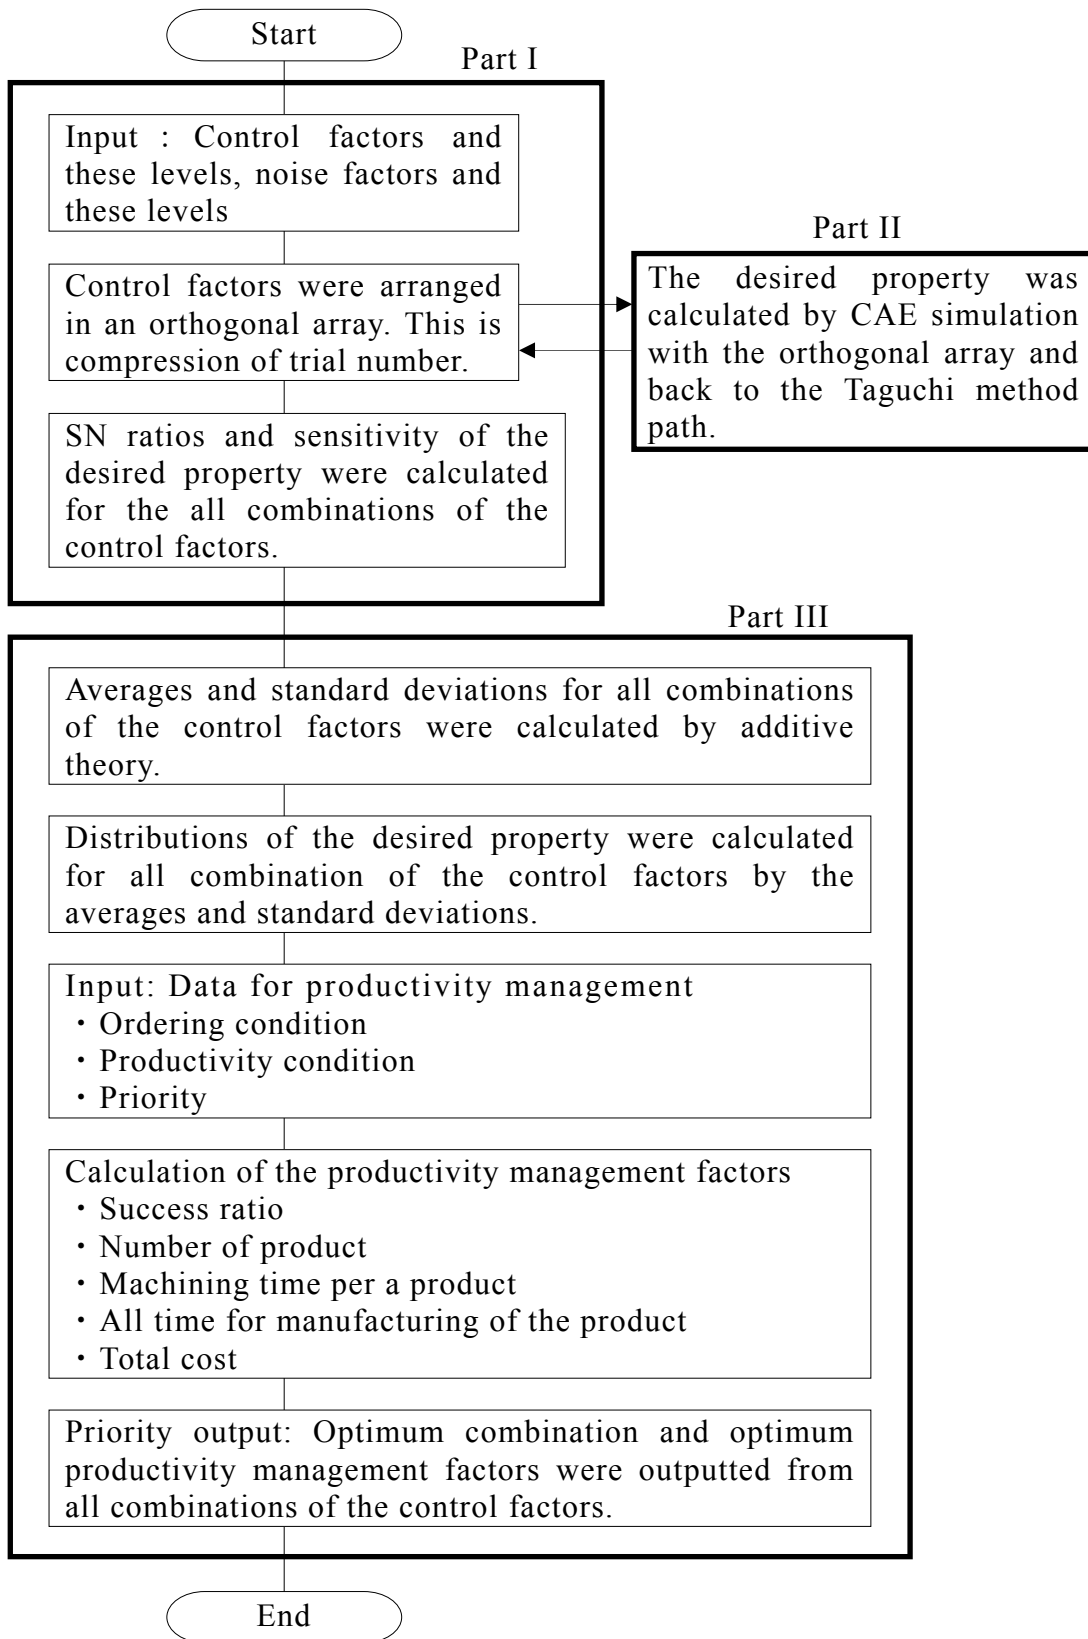 Start
Part I
Input : Control factors and
these levels, noise factors and
these levels
Control factors were arranged
in an orthogonal array. This is
compression of trial number.
Part II
The desired property was
calculated by CAE simulation
with the orthogonal array and
back to the Taguchi method
path.
SN ratios and sensitivity of the
desired property were calculated
for the all combinations of the
control factors.
Part III
Averages and standard deviations for all combinations
of the control factors were calculated by additive
theory.
Distributions of the desired property were calculated
for all combination of the control factors by the
averages and standard deviations.
Input: Data for productivity management
・Ordering condition
・Productivity condition
・Priority
Calculation of the productivity management factors
・Success ratio
・Number of product
・Machining time per a product
・All time for manufacturing of the product
・Total cost
Priority output: Optimum combination and optimum
productivity management factors were outputted from
all combinations of the control factors.
End